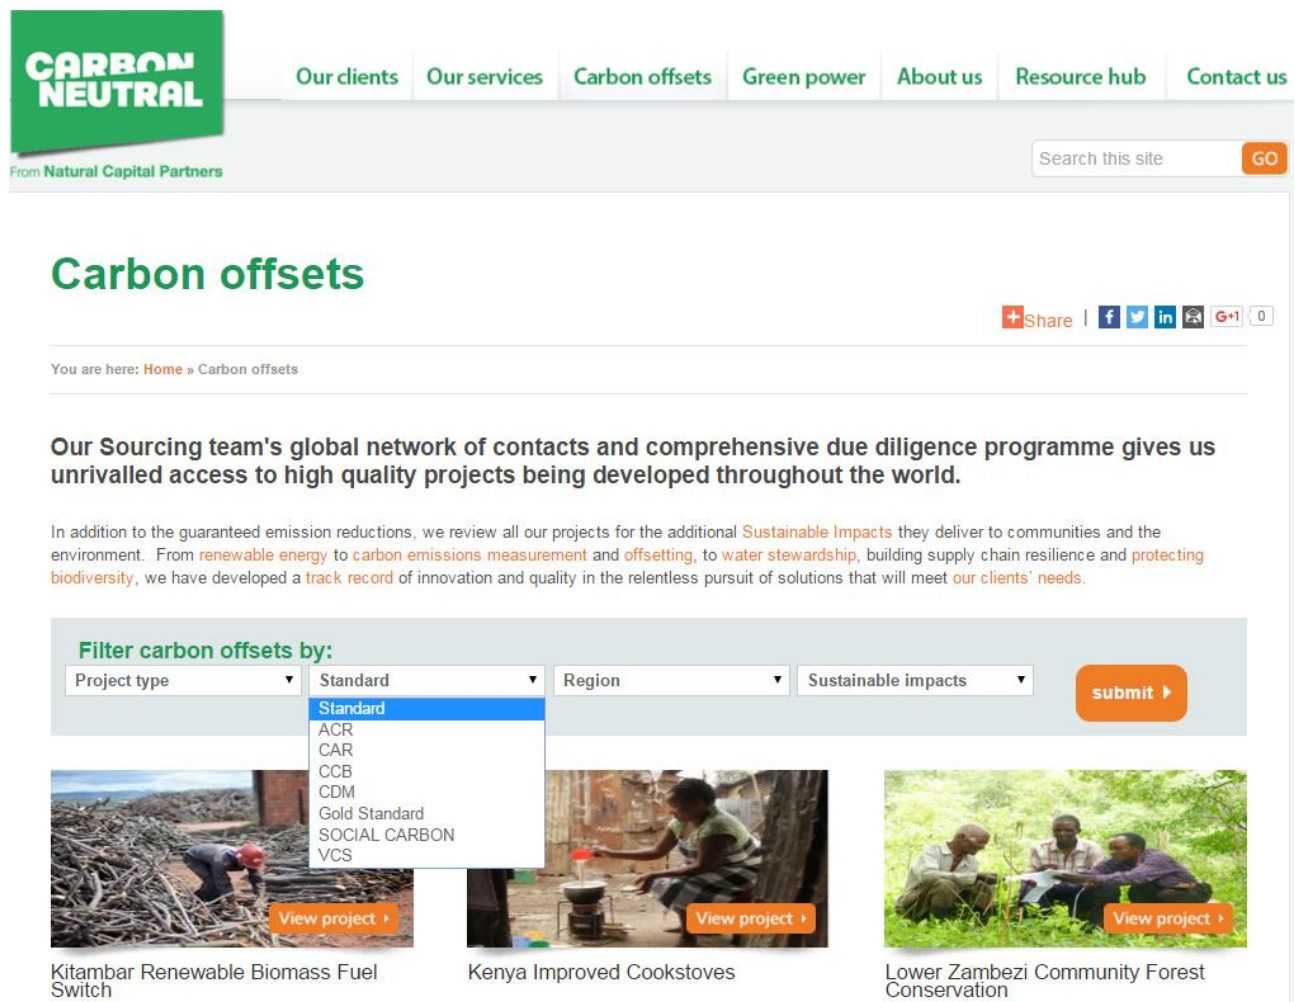 CARBON
NEUTRAL
From Natural Capital Partners
Our clients
Our services
Carbon offsets
Green power
About us
Resource hub
Contact us
Search this site
GO
Carbon offsets
Share | f in G+1 0
You are here: Home » Carbon offsets
Our Sourcing team's global network of contacts and comprehensive due diligence programme gives us
unrivalled access to high quality projects being developed throughout the world.
In addition to the guaranteed emission reductions, we review all our projects for the additional Sustainable Impacts they deliver to communities and the
environment. From renewable energy to carbon emissions measurement and offsetting, to water stewardship, building supply chain resilience and protecting
biodiversity, we have developed a track record of innovation and quality in the relentless pursuit of solutions that will meet our clients' needs.
Filter carbon offsets by:
Project type
Standard
Region
Sustainable impacts
submit
Standard
ACR
CAR
CCB
CDM
Gold Standard
SOCIAL CARBON
VCS
View project
View project
View project
Kitambar Renewable Biomass Fuel
Switch
Kenya Improved Cookstoves
Lower Zambezi Community Forest
Conservation